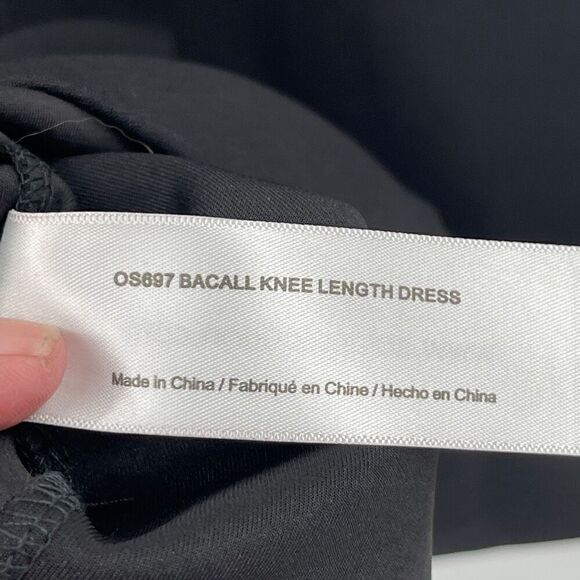 OS697 BACALL KNEE LENGTH DRESS
Made in China / Fabriqué en Chine / Hecho en China